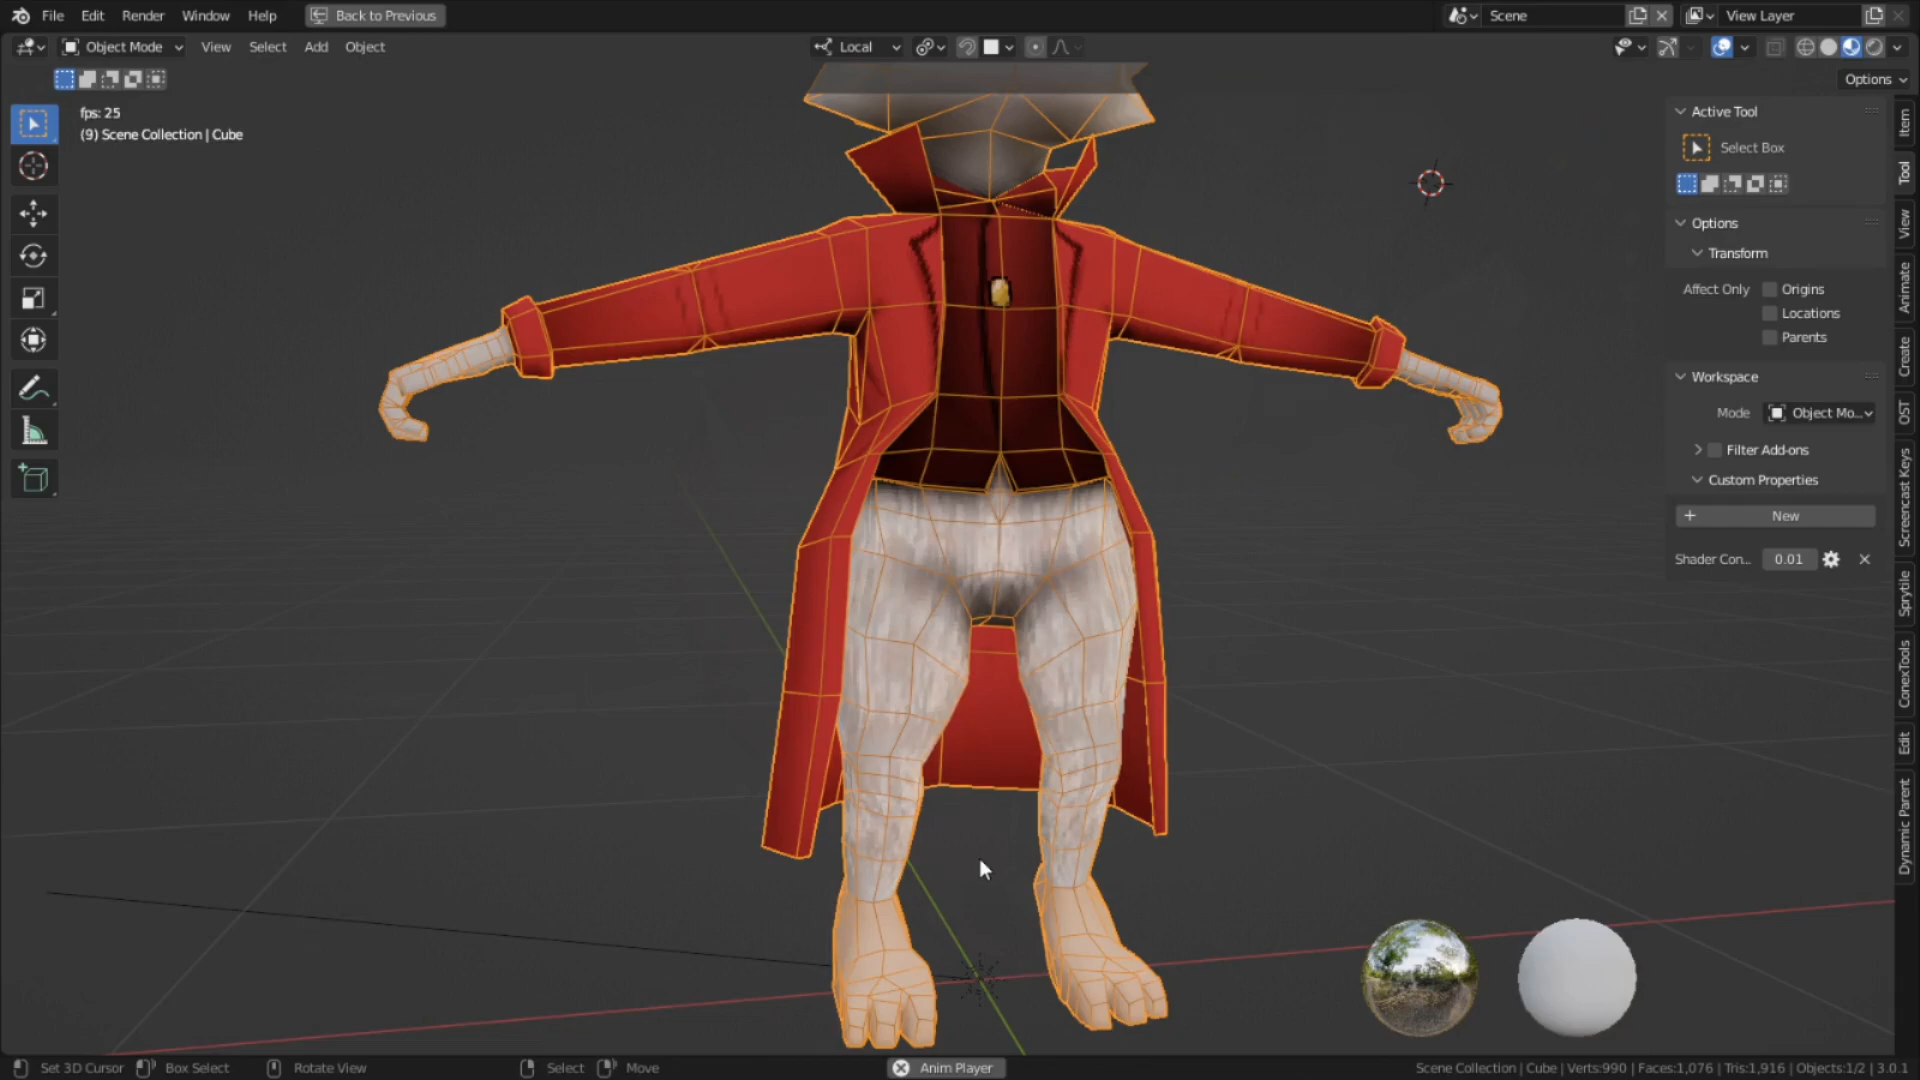 File Edit Render Window Help Back to Previous Scene View Layer
Object Mode View Select Add Object Local
Options
fps: 25
(9) Scene Collection | Cube
Active Tool
Select Box
Options
Transform
Affect Only Origins
Locations
Parents
Workspace
Mode Object Mo...
Filter Add-ons
Custom Properties
New
Shader Con... 0.01
Item
Tool
View
Animate
Create
OST
Screencast Keys
Sprytile
ConexTools
Edit
Dynamic Parent
Set 3D Cursor Box Select Rotate View Select Move Anim Player Scene Collection | Cube | Verts:990 | Faces:1,076 | Tris:1,916 | Objects:1/2 | 3.0.1